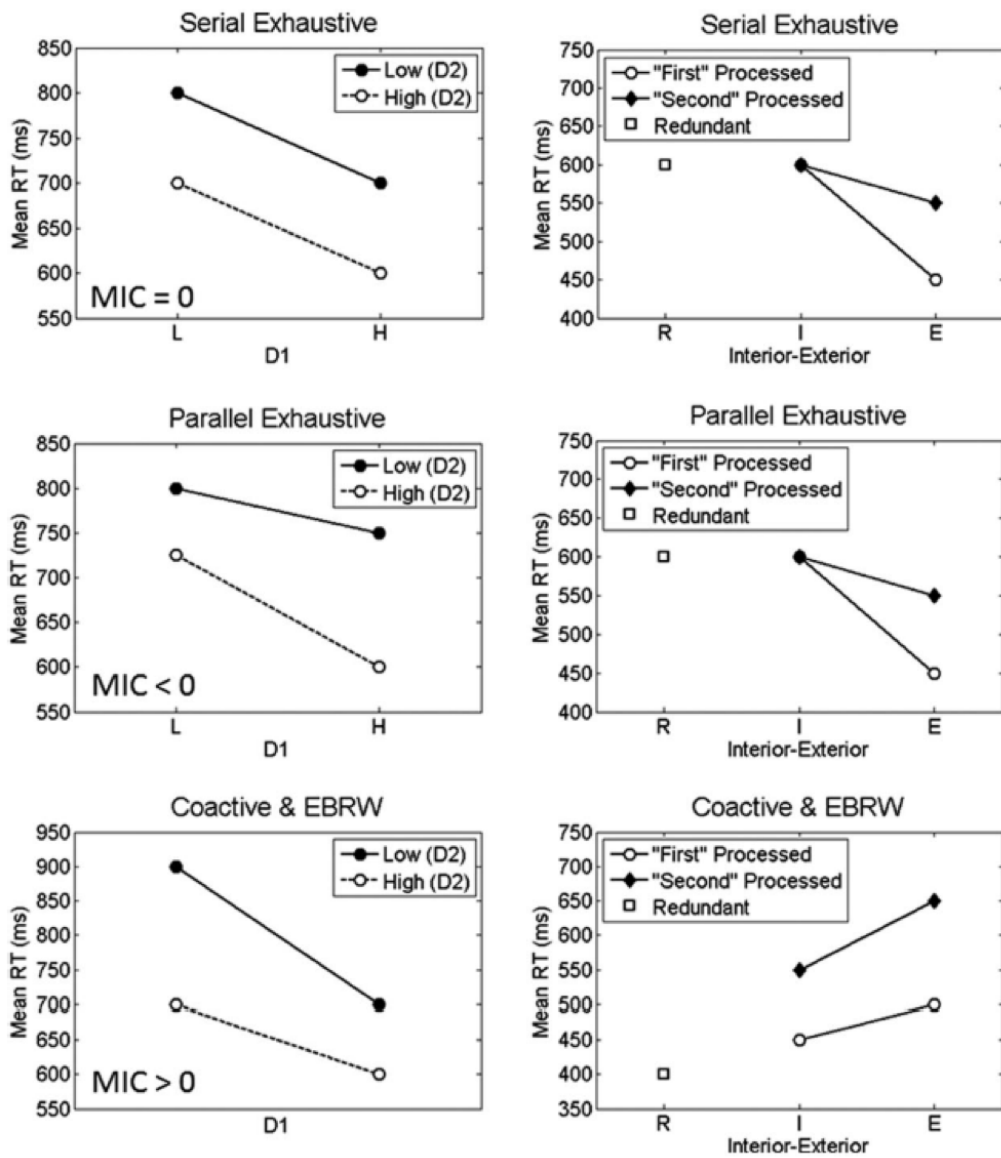 Serial Exhaustive
850
800
750
700
650
600
550
Mean RT (ms)
Low (D2)
High (D2)
MIC = 0
L
H
D1
Serial Exhaustive
750
700
650
600
550
500
450
400
Mean RT (ms)
"First" Processed
"Second" Processed
Redundant
R
I
E
Interior-Exterior
Parallel Exhaustive
850
800
750
700
650
600
550
Mean RT (ms)
Low (D2)
High (D2)
MIC < 0
L
H
D1
Parallel Exhaustive
750
700
650
600
550
500
450
400
Mean RT (ms)
"First" Processed
"Second" Processed
Redundant
R
I
E
Interior-Exterior
Coactive & EBRW
950
900
850
800
750
700
650
600
550
Mean RT (ms)
Low (D2)
High (D2)
MIC > 0
D1
Coactive & EBRW
750
700
650
600
550
500
450
400
350
Mean RT (ms)
"First" Processed
"Second" Processed
Redundant
R
I
E
Interior-Exterior